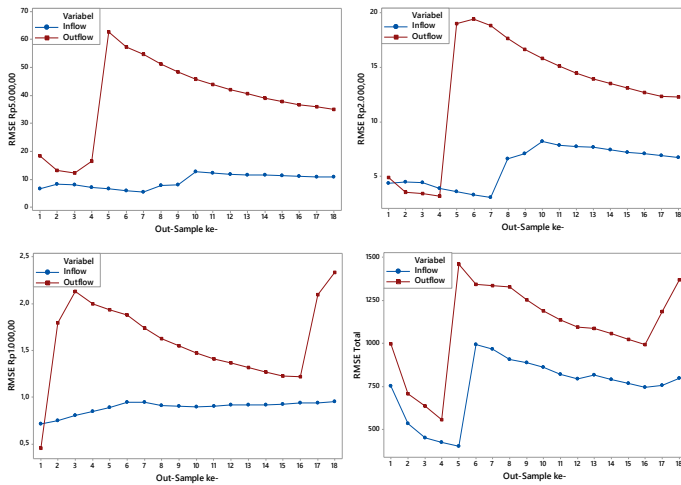 RMSE Rp5.000,00
70
60
50
40
30
20
10
0
Variabel
Inflow
Outflow
1 2 3 4 5 6 7 8 9 10 11 12 13 14 15 16 17 18
Out-Sample ke-
RMSE Rp2.000,00
20
15
10
5
Variabel
Inflow
Outflow
1 2 3 4 5 6 7 8 9 10 11 12 13 14 15 16 17 18
Out-Sample ke-
RMSE Rp1000,00
2,5
2,0
1,5
1,0
0,5
Variabel
Inflow
Outflow
1 2 3 4 5 6 7 8 9 10 11 12 13 14 15 16 17 18
Out-Sample ke-
RMSE Total
1500
1250
1000
750
500
Variabel
Inflow
Outflow
1 2 3 4 5 6 7 8 9 10 11 12 13 14 15 16 17 18
Out-Sample ke-